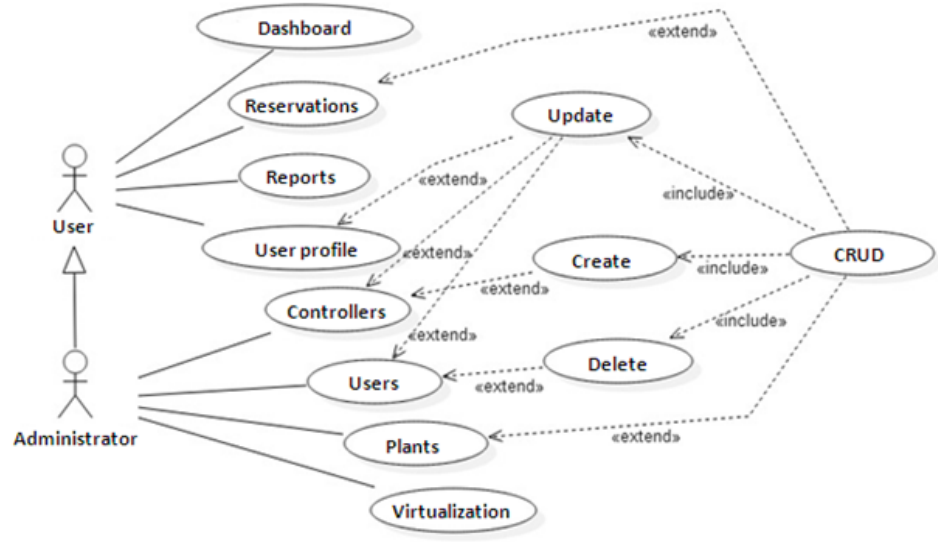 Dashboard
«extend»
Reservations
Update
Reports
«extend»
«include»
User
User profile
«extend»
Create
«include»
CRUD
«extend»
Controllers
«include»
«extend»
Delete
Users
«extend»
Administrator
Plants
«extend»
Virtualization